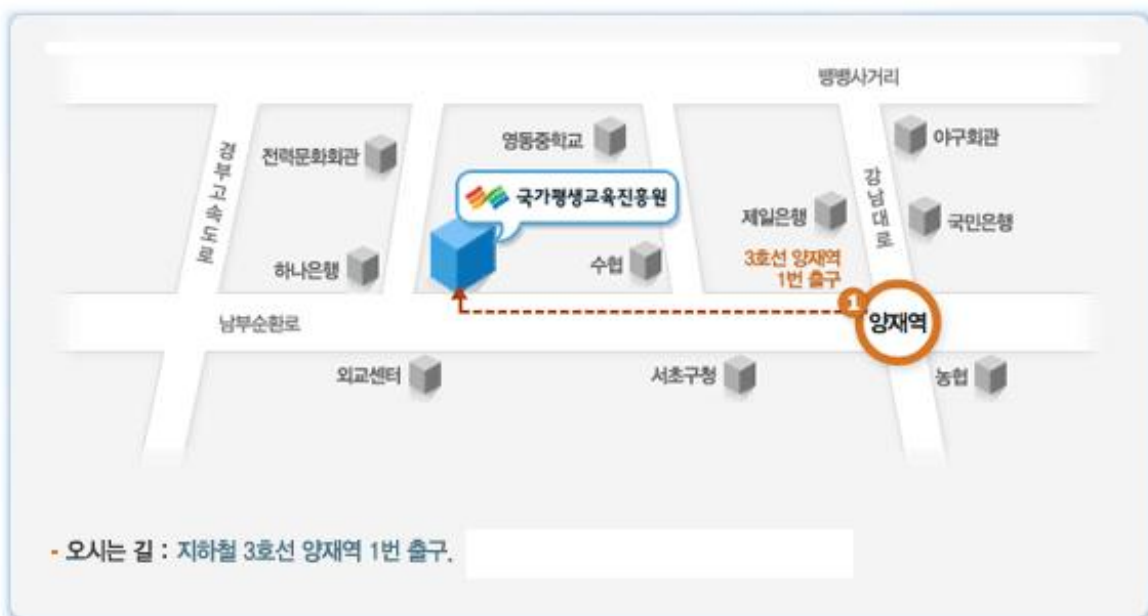 뱅뱅사거리
경부고속도로
전력문화회관
영동중학교
야구회관
강남대로
국가평생교육진흥원
제일은행
국민은행
하나은행
수협
3호선 양재역
1번 출구
1
양재역
남부순환로
외교센터
서초구청
농협
- 오시는 길 : 지하철 3호선 양재역 1번 출구.